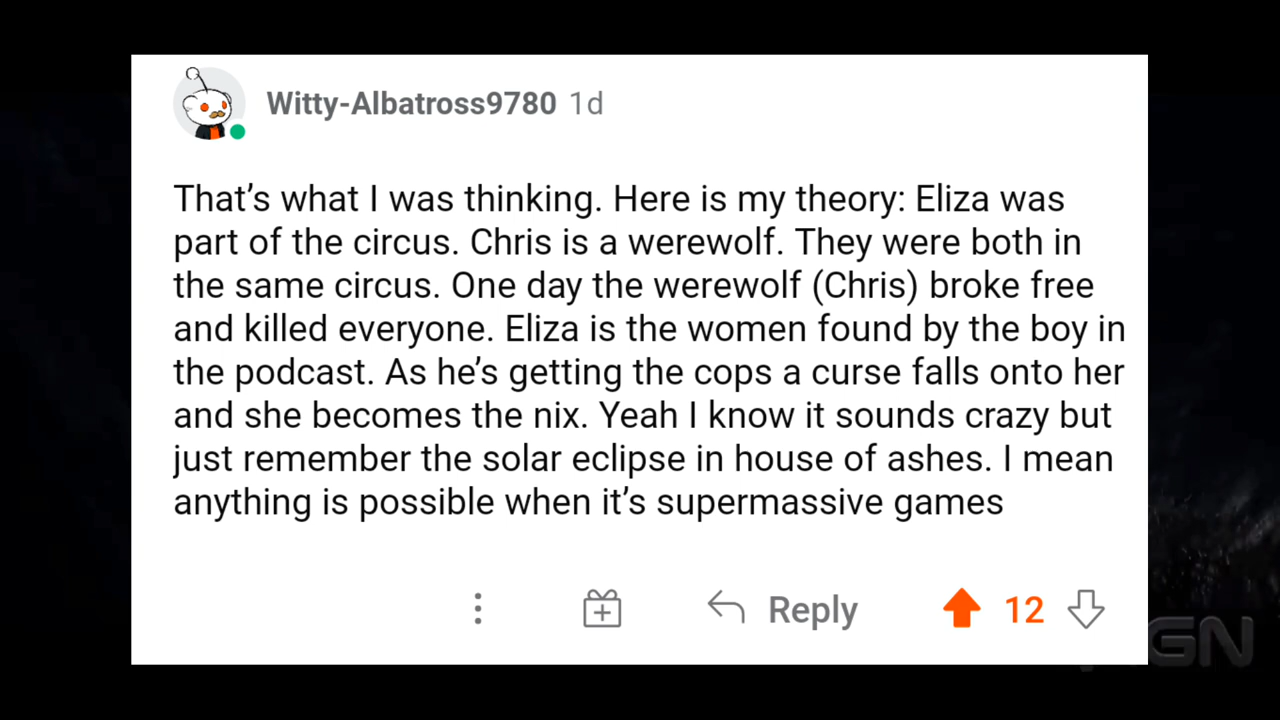 Witty-Albatross9780 1d
That’s what I was thinking. Here is my theory: Eliza was
part of the circus. Chris is a werewolf. They were both in
the same circus. One day the werewolf (Chris) broke free
and killed everyone. Eliza is the women found by the boy in
the podcast. As he’s getting the cops a curse falls onto her
and she becomes the nix. Yeah I know it sounds crazy but
just remember the solar eclipse in house of ashes. I mean
anything is possible when it’s supermassive games
Reply 12
GN